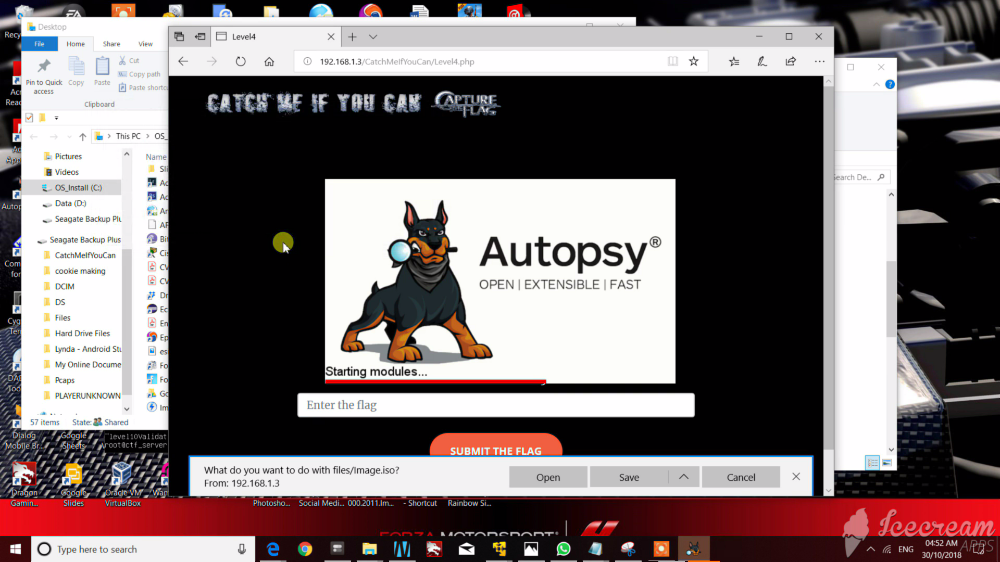 Recy
Desktop
File
Home
Share
View
Pin to Quick
access
Copy
Paste
Cut
Copy path
Paste shortcu
Clipboard
This PC
OS_
Pictures
Videos
OS_Install (C:)
Data (D:)
Seagate Backup Plu
Seagate Backup Plus
CatchMeIfYouCan
cookie making
DCIM
DS
Files
Hard Drive Files
Lynda - Android Stu
My Online Docume
Pcaps
PLAYERUNKNOWN
Name
Sli
Ac
Ac
An
AF
Bit
Cis
CV
CV
Dr
Ec
En
Ep
esi
Fo
Fo
Go
Im
57 items
State:
Shared
Level4
192.168.1.3/CatchMeIfYouCan/Level4.php
CATCH ME IF YOU CAN
CAPTURE
THE
FLAG
Autopsy®
OPEN | EXTENSIBLE | FAST
Starting modules...
Enter the flag
SUBMIT THE FLAG
What do you want to do with files/Image.iso?
From: 192.168.1.3
Open
Save
Cancel
Search De...
Acr
Read
Ad
App
Autop
Com
for
Cyg
Ter
DAE
Too
Dialog
Mobile Br...
Google
Sheets
"level10Validat
root@ctf_server
Dragon
Gamin...
Google
Slides
Oracle VM
VirtualBox
Wam
Photosho...
Social Medi...
000.2011.Im...
- Shortcut
Rainbow Si...
FORZA MOTORSPORT
Type here to search
ENG
04:52 AM
30/10/2018
Icecream
APPS